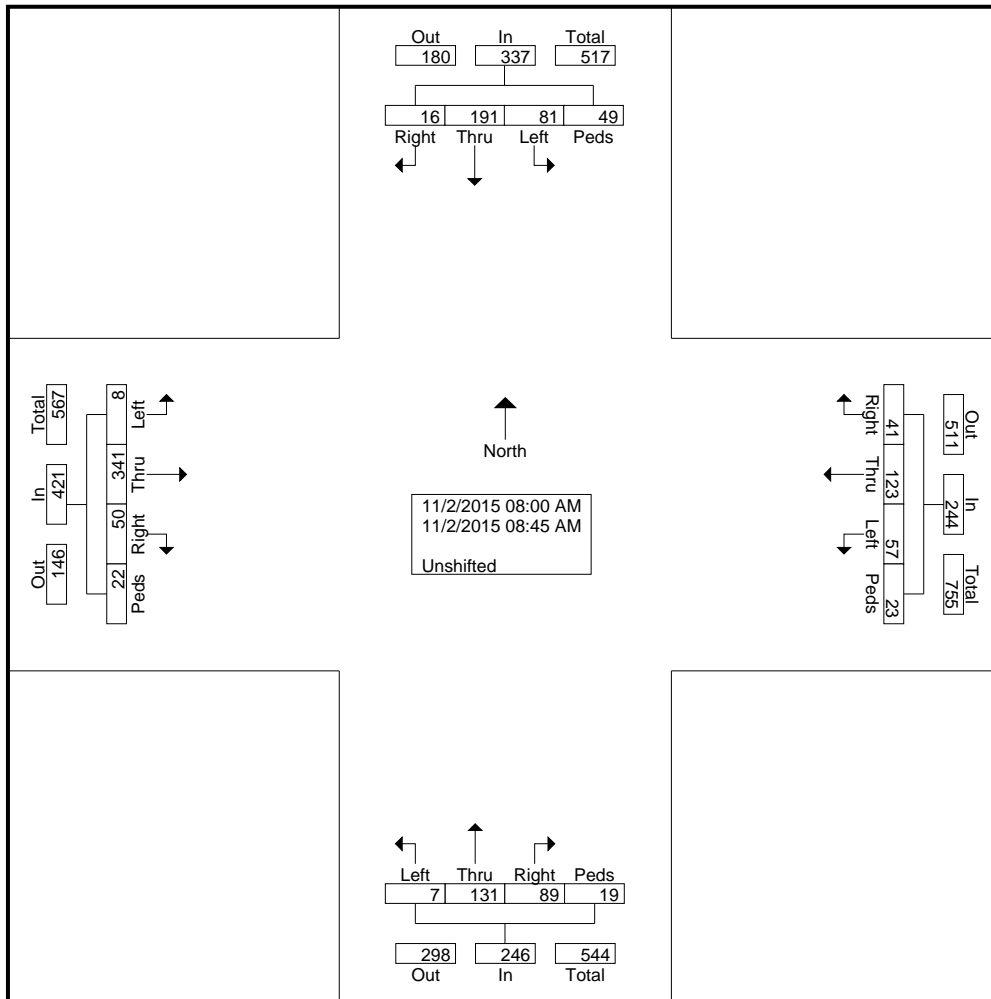 Out In Total
180 337 517
16 191 81 49
Right Thru Left Peds
Total In Out
567 421 146
8 341 50 22
Left Thru Right Peds
North
11/2/2015 08:00 AM
11/2/2015 08:45 AM
Unshifted
Right Thru Left Peds
41 123 57 23
Out In Total
511 244 755
Left Thru Right Peds
7 131 89 19
298 246 544
Out In Total